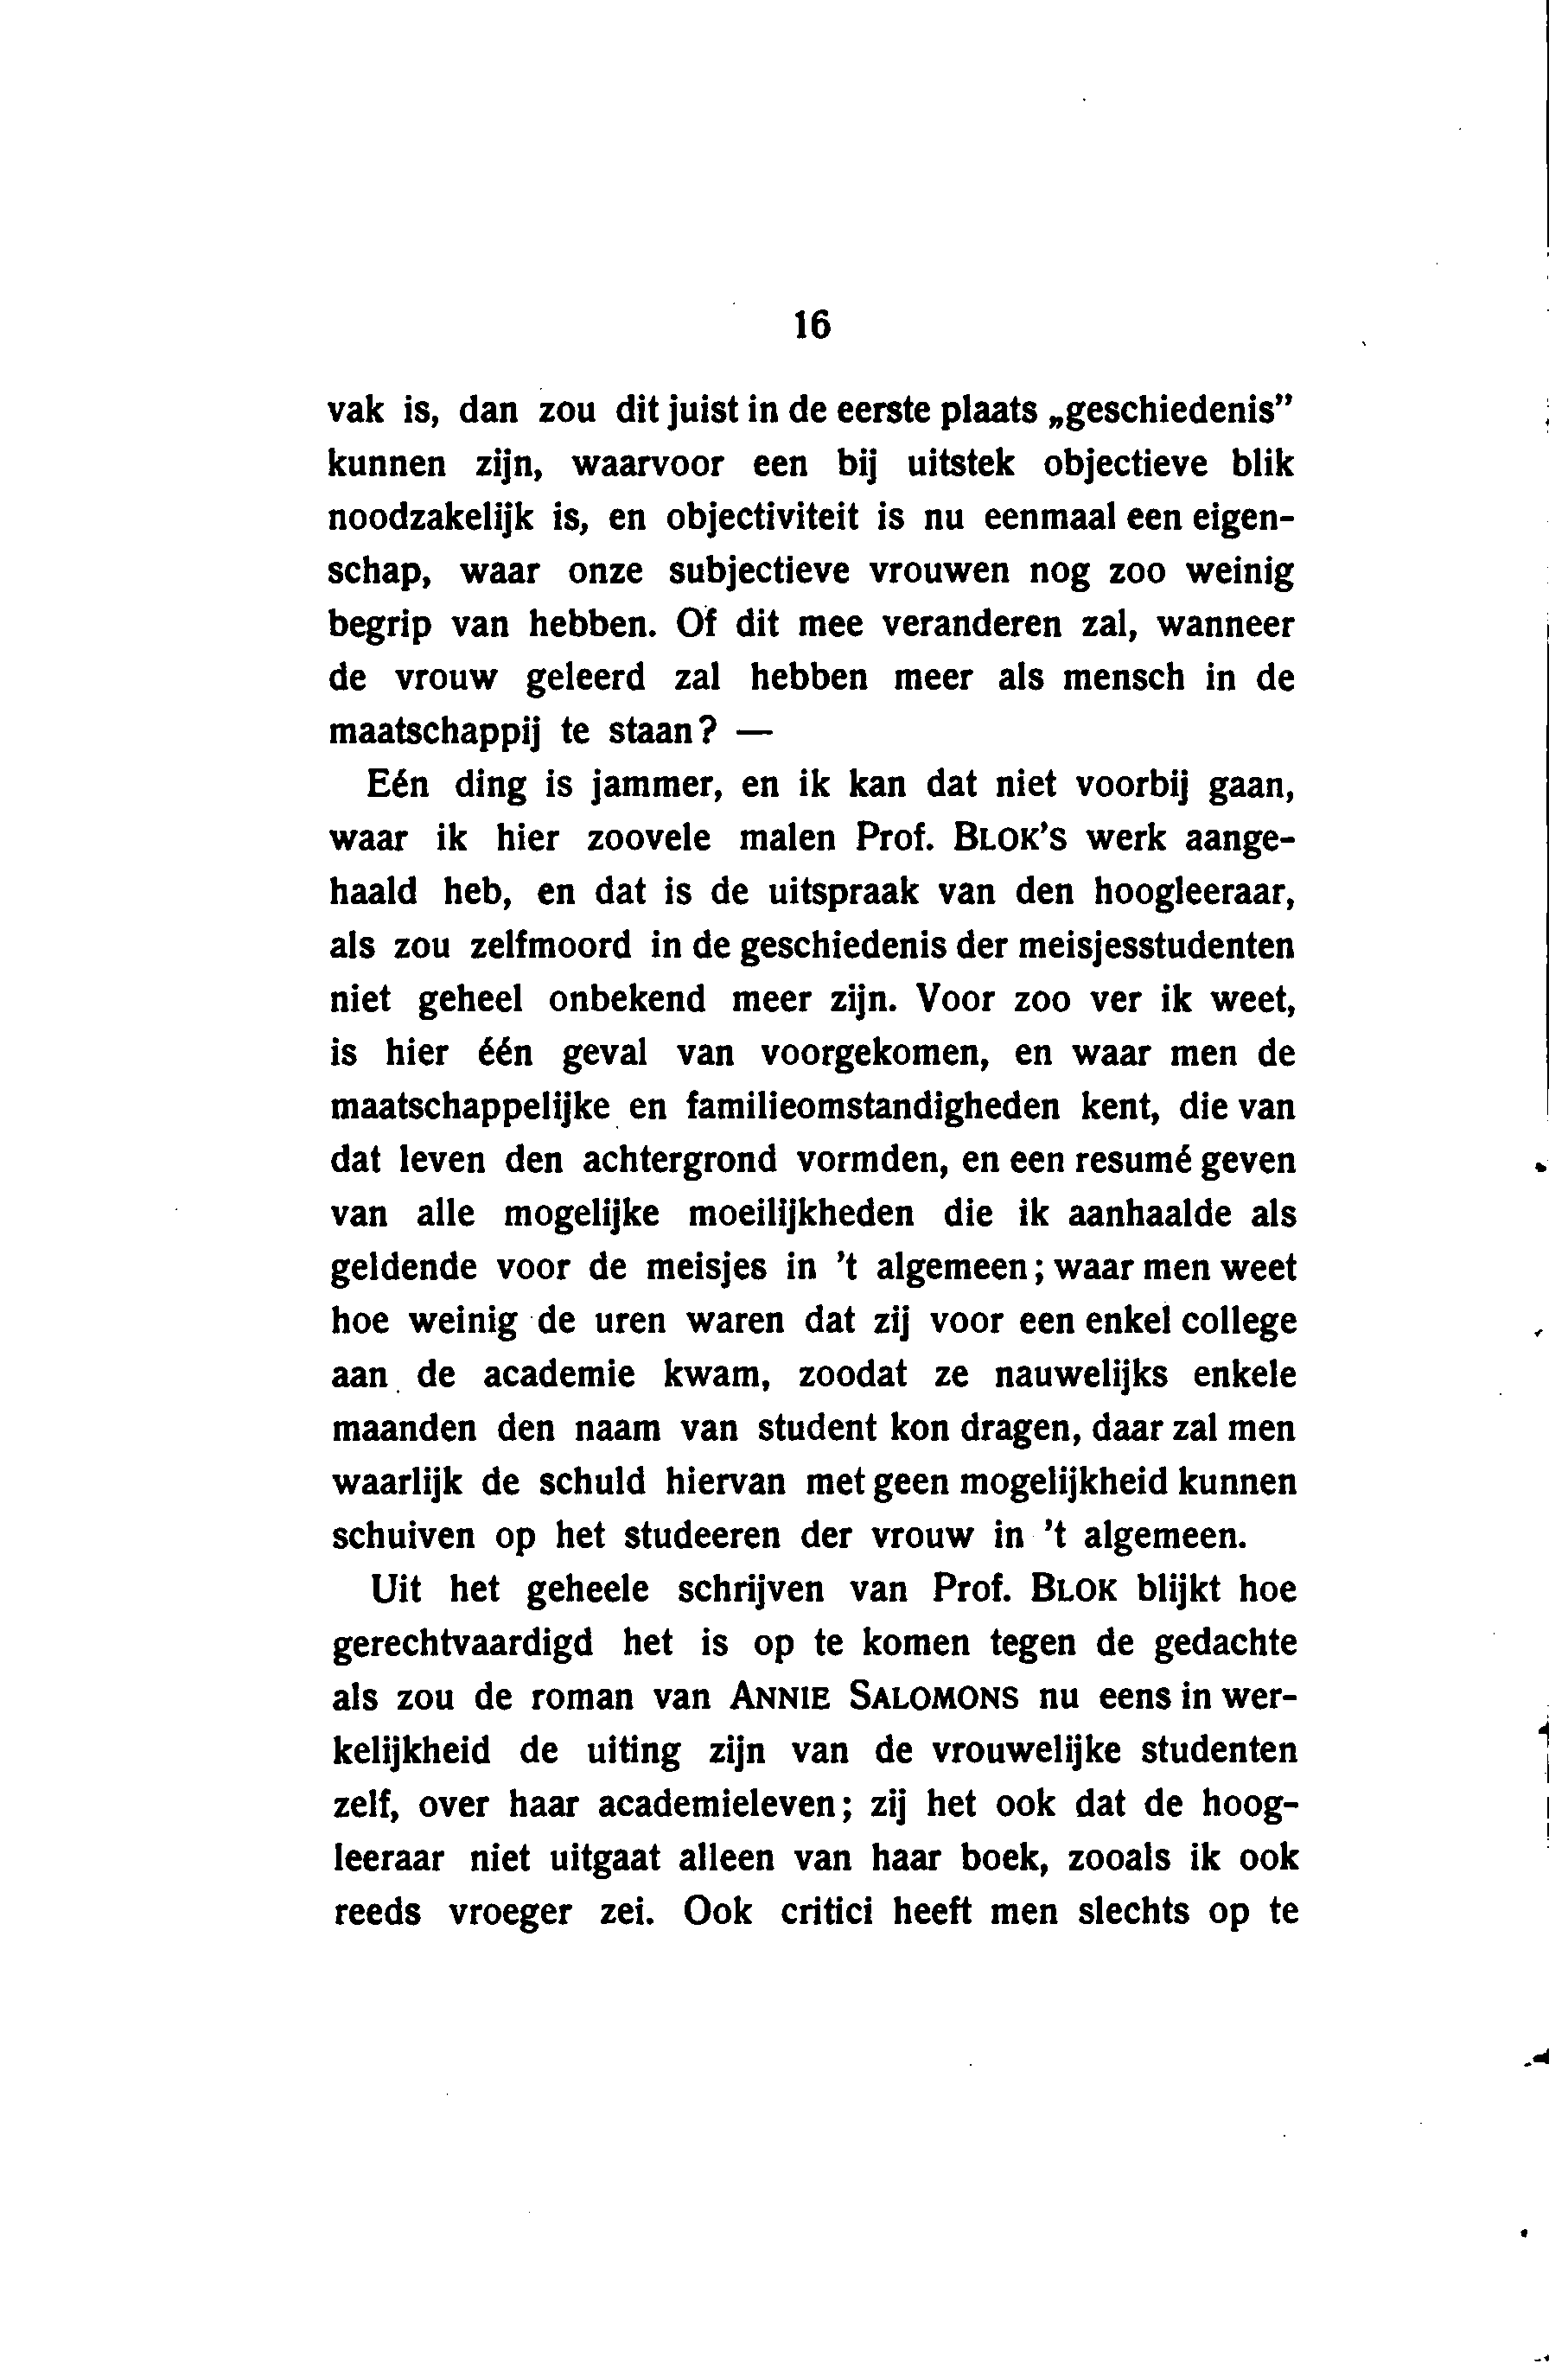 16
vak is, dan zou dit juist in de eerste plaats „geschiedenis”
kunnen zijn, waarvoor een bij uitstek objectieve blik
noodzakelijk is, en objectiviteit is nu eenmaal een eigen-
schap, waar onze subjectieve vrouwen nog zoo weinig
begrip van hebben. Of dit mee veranderen zal, wanneer
de vrouw geleerd zal hebben meer als mensch in de
maatschappij te staan? —
Eén ding is jammer, en ik kan dat niet voorbij gaan,
waar ik hier zoovele malen Prof. BLOK’S werk aange-
haald heb, en dat is de uitspraak van den hoogleeraar,
als zou zelfmoord in de geschiedenis der meisjesstudenten
niet geheel onbekend meer zijn. Voor zoo ver ik weet,
is hier één geval van voorgekomen, en waar men de
maatschappelijke en familieomstandigheden kent, die van
dat leven den achtergrond vormden, en een resumé geven
van alle mogelijke moeilijkheden die ik aanhaalde als
geldende voor de meisjes in ’t algemeen; waar men weet
hoe weinig de uren waren dat zij voor een enkel college
aan de academie kwam, zoodat ze nauwelijks enkele
maanden den naam van student kon dragen, daar zal men
waarlijk de schuld hiervan met geen mogelijkheid kunnen
schuiven op het studeeren der vrouw in ’t algemeen.
Uit het geheele schrijven van Prof. BLOK blijkt hoe
gerechtvaardigd het is op te komen tegen de gedachte
als zou de roman van ANNIE SALOMONS nu eens in wer-
kelijkheid de uiting zijn van de vrouwelijke studenten
zelf, over haar academieleven; zij het ook dat de hoog-
leeraar niet uitgaat alleen van haar boek, zooals ik ook
reeds vroeger zei. Ook critici heeft men slechts op te